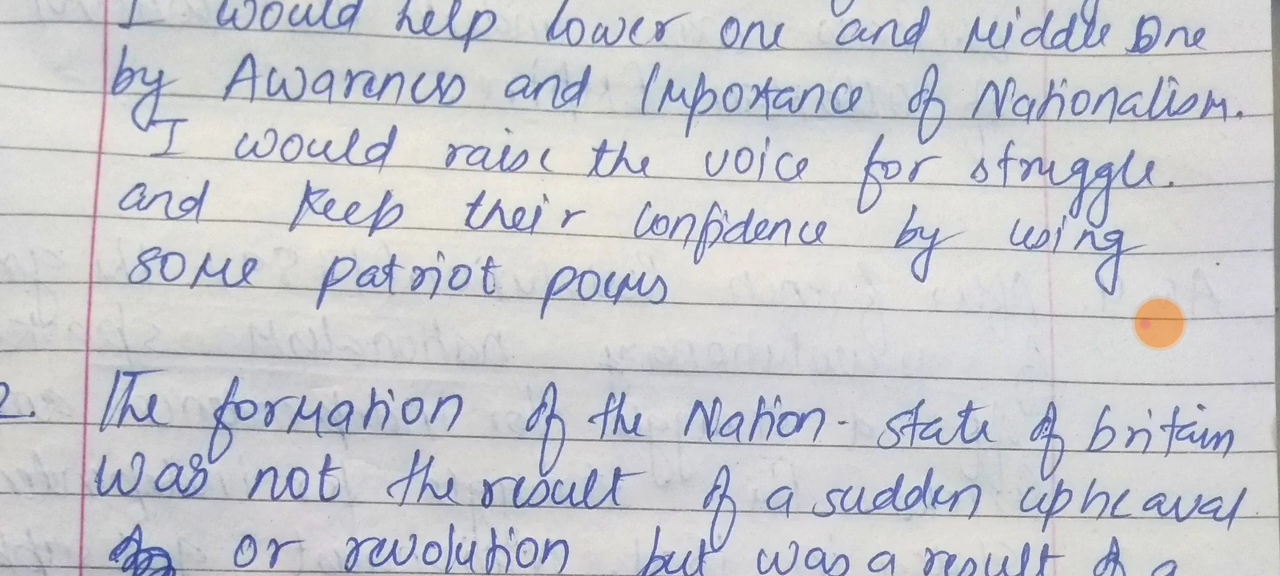 I would help lower one and Middle One
by Awareness and Importance of Nationalism.
I would raise the voice for struggle.
and keep their confidence by using
some patriot poems
2. The formation of the Nation-state of britain
was not the result of a sudden upheaval
or revolution but was a result of a